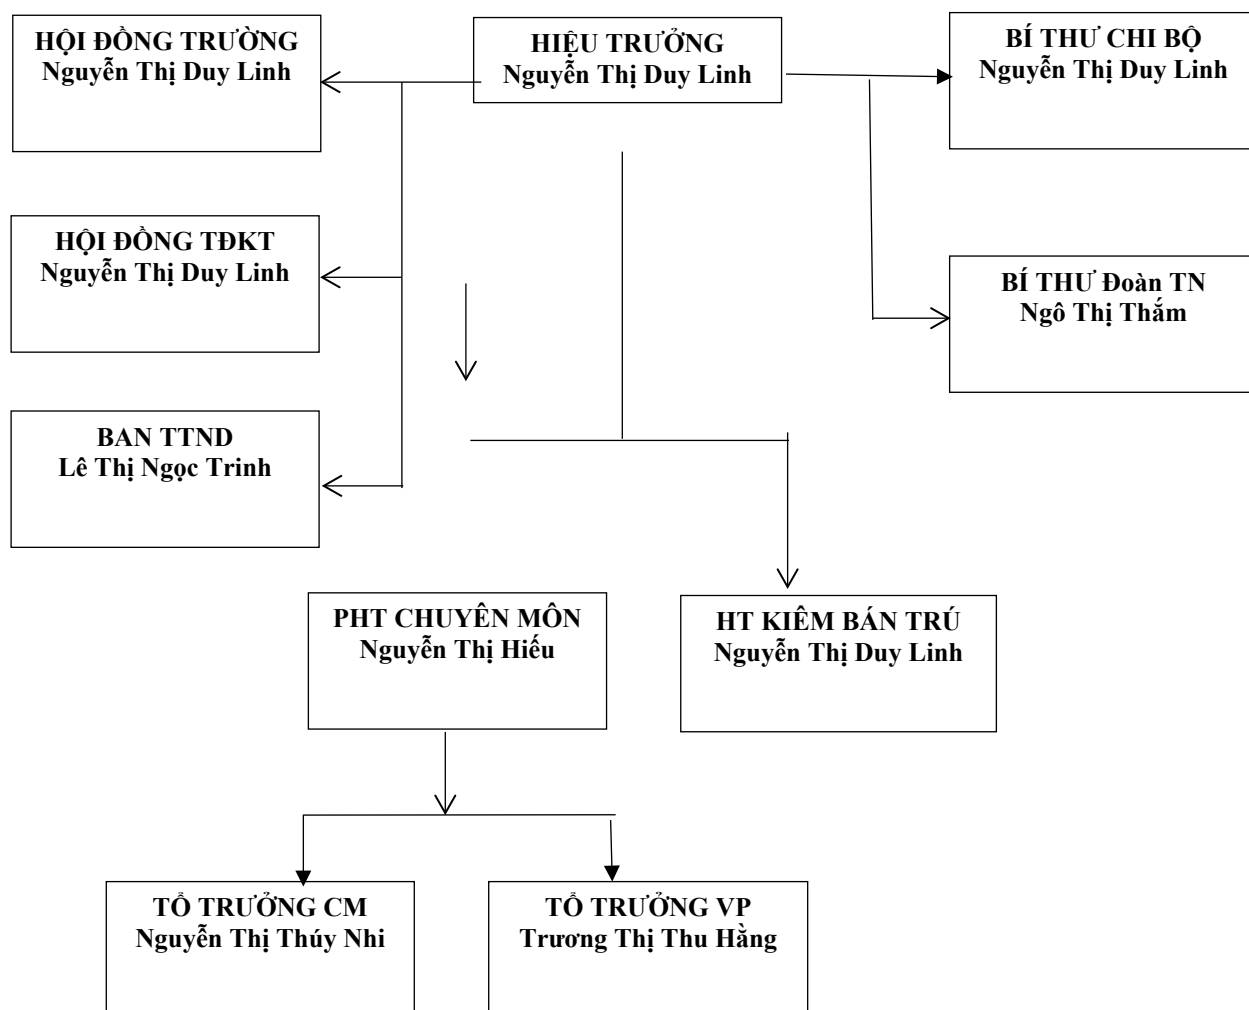 HỘI ĐỒNG TRƯỜNG
Nguyễn Thị Duy Linh
HIỆU TRƯỞNG
Nguyễn Thị Duy Linh
BÍ THƯ CHI BỘ
Nguyễn Thị Duy Linh
HỘI ĐỒNG TĐKT
Nguyễn Thị Duy Linh
BÍ THƯ Đoàn TN
Ngô Thị Thắm
BAN TTND
Lê Thị Ngọc Trinh
PHT CHUYÊN MÔN
Nguyễn Thị Hiếu
HT KIÊM BÁN TRÚ
Nguyễn Thị Duy Linh
TỔ TRƯỞNG CM
Nguyễn Thị Thúy Nhi
TỔ TRƯỞNG VP
Trương Thị Thu Hằng